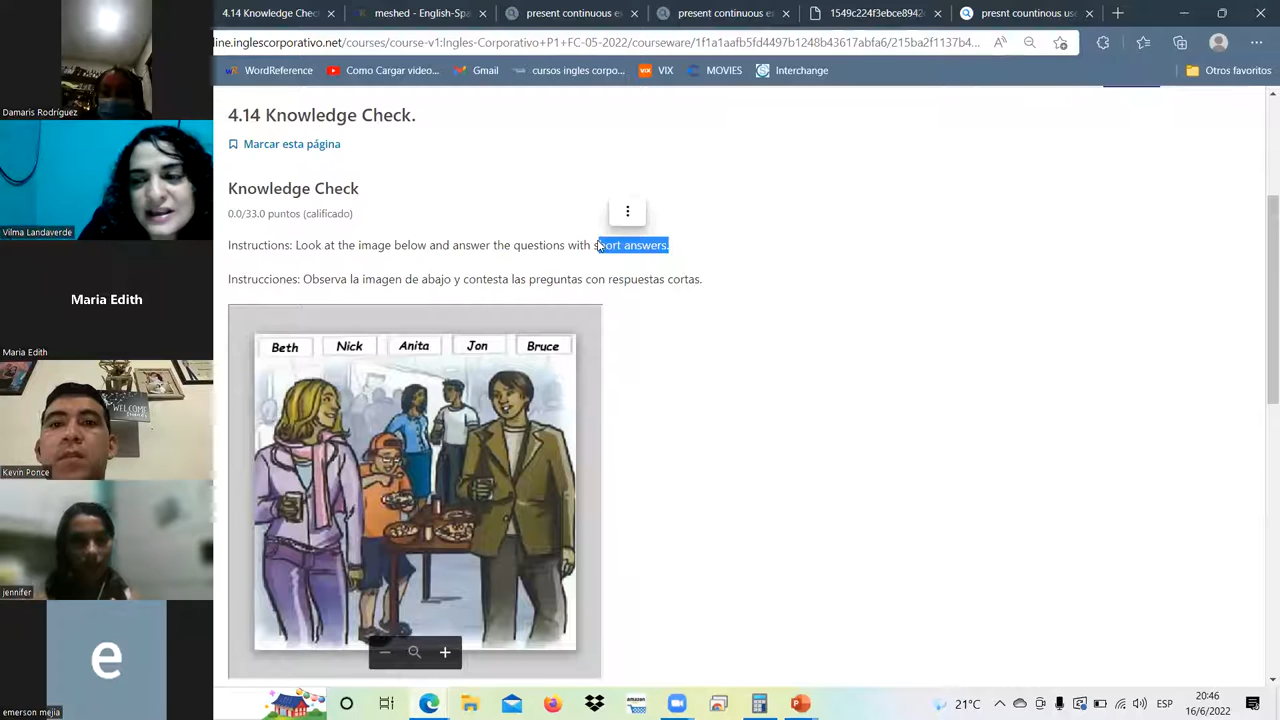 4.14 Knowledge Check
meshed - English-Spa
present continuous e
present continuous e
1549c224f3ebce8942
presnt countinous use
line.inglescorporativo.net/courses/course-v1:Ingles-Corporativo+P1+FC-05-2022/courseware/1f1a1aafb5fd4497b1248b43617abfa6/215ba2f1137b4...
WordReference
Como Cargar video...
Gmail
cursos ingles corpo...
VIX
MOVIES
Interchange
Otros favoritos
4.14 Knowledge Check.
Marcar esta página
Knowledge Check
0.0/33.0 puntos (calificado)
Instructions: Look at the image below and answer the questions with short answers.
Instrucciones: Observa la imagen de abajo y contesta las preguntas con respuestas cortas.
Beth Nick Anita Jon Bruce
Damaris Rodríguez
Vilma Landaverde
Maria Edith
Maria Edith
WELCOME
Kevin Ponce
jennifer
e
emerson mejia
21°C
ESP
20:46
16/6/2022